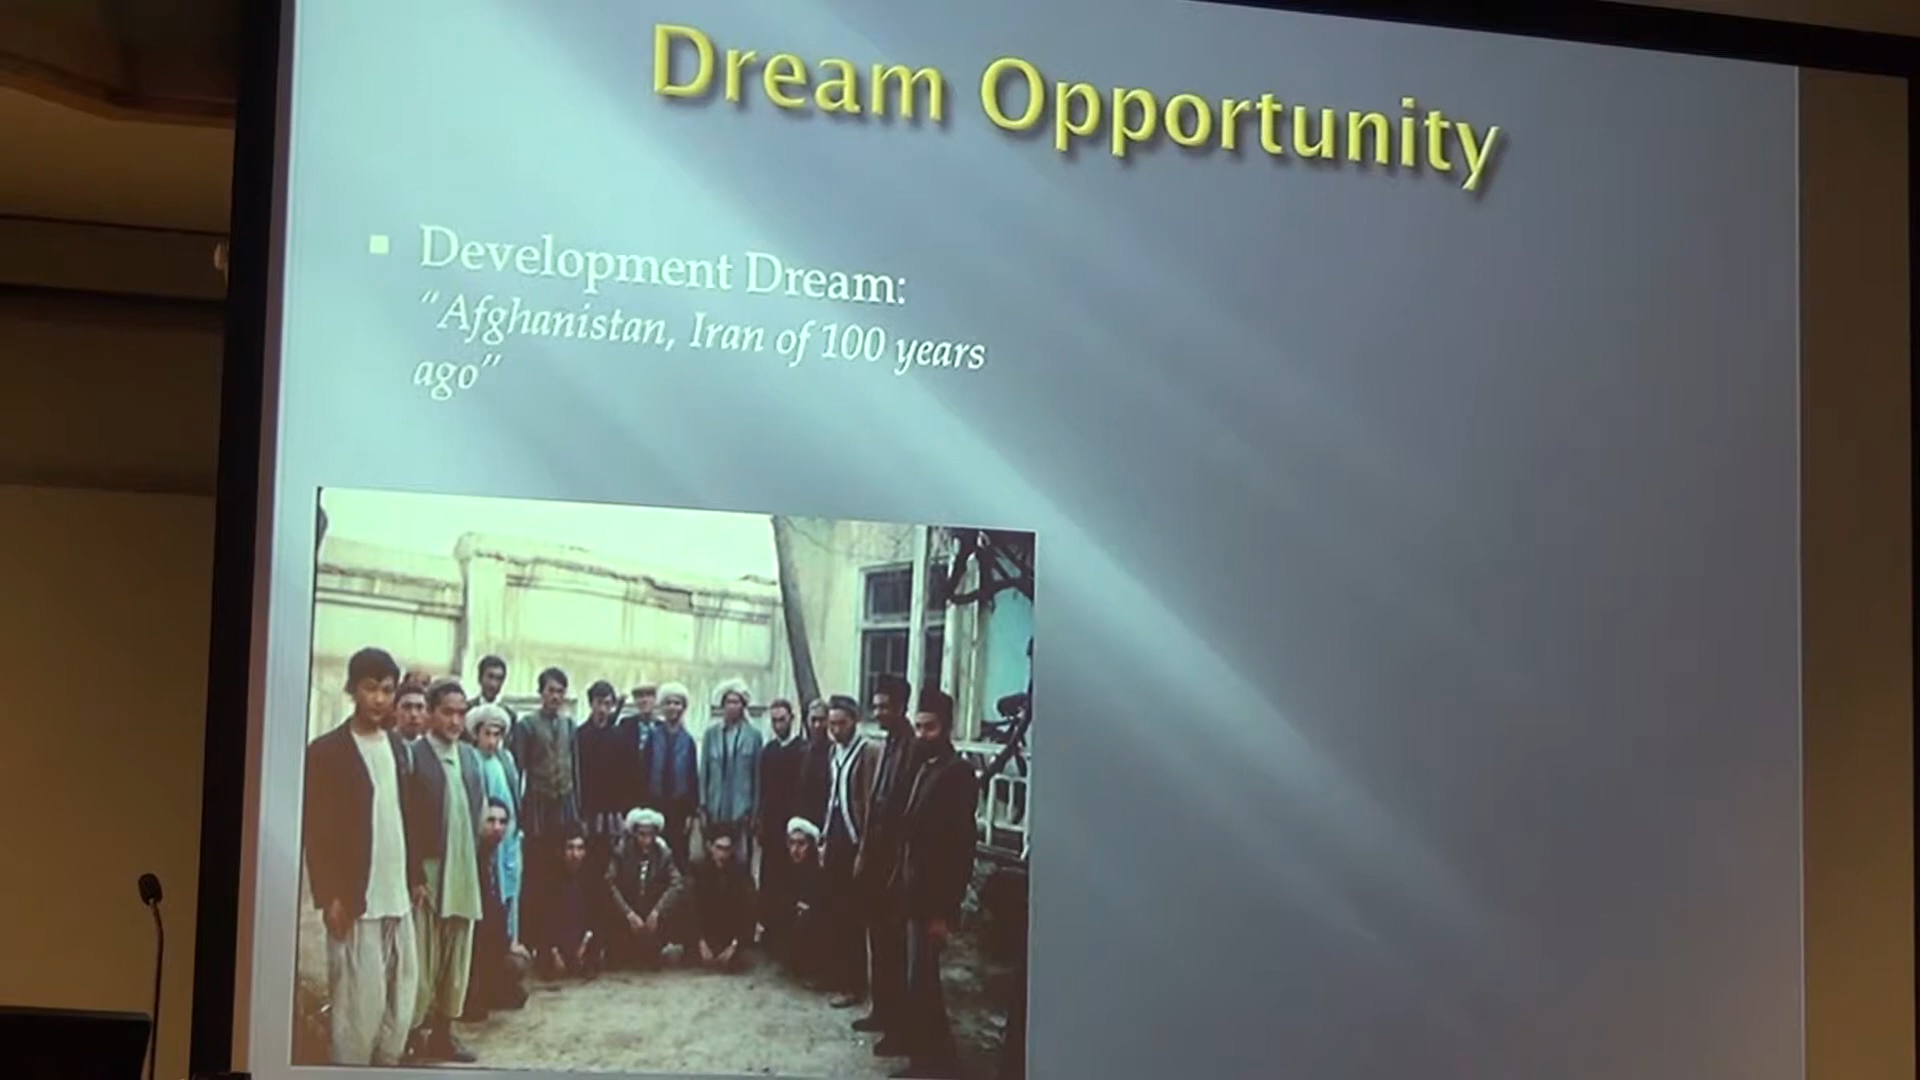 Dream Opportunity
Development Dream:
“Afghanistan, Iran of 100 years
ago”